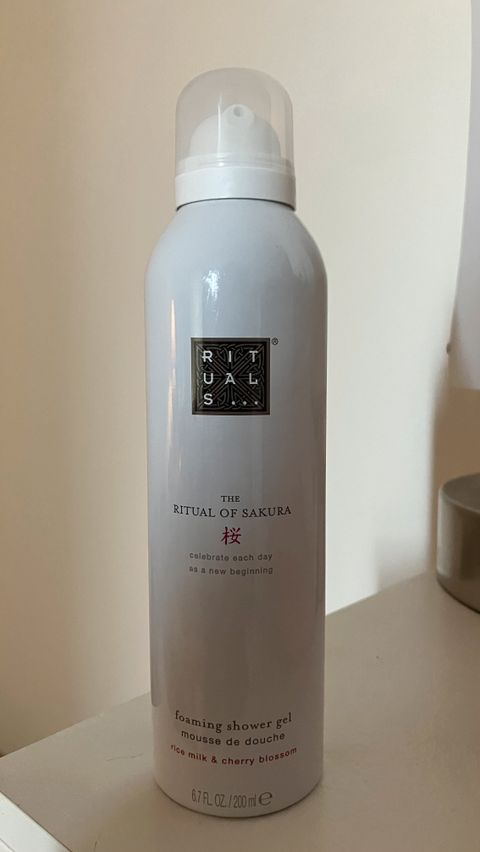 RIT
UAL
S...
®
THE
RITUAL OF SAKURA
桜
celebrate each day
as a new beginning
foaming shower gel
mousse de douche
rice milk & cherry blossom
6.7 FL. OZ. / 200 ml ℮